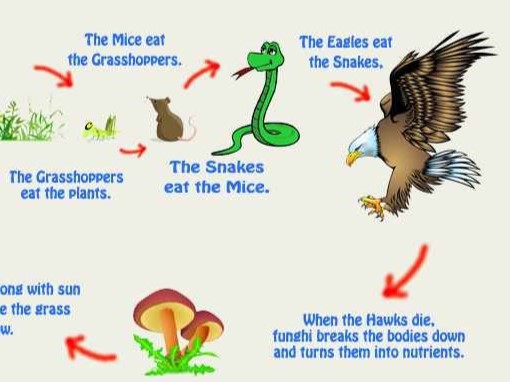 The Mice eat
the Grasshoppers.
The Eagles eat
the Snakes,
The Grasshoppers
eat the plants.
The Snakes
eat the Mice.
ong with sun
e the grass
w.
When the Hawks die,
funghi breaks the bodies down
and turns them into nutrients.